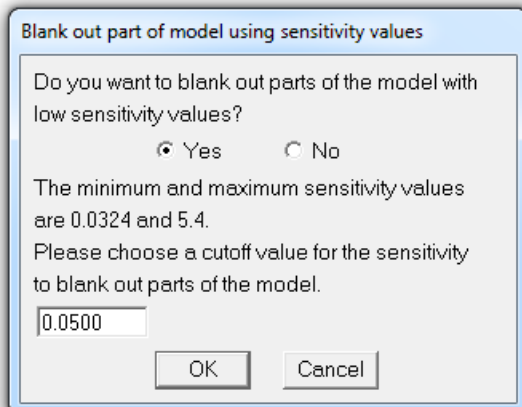 Blank out part of model using sensitivity values
Do you want to blank out parts of the model with
low sensitivity values?
Yes No
The minimum and maximum sensitivity values
are 0.0324 and 5.4.
Please choose a cutoff value for the sensitivity
to blank out parts of the model.
0.0500
OK Cancel